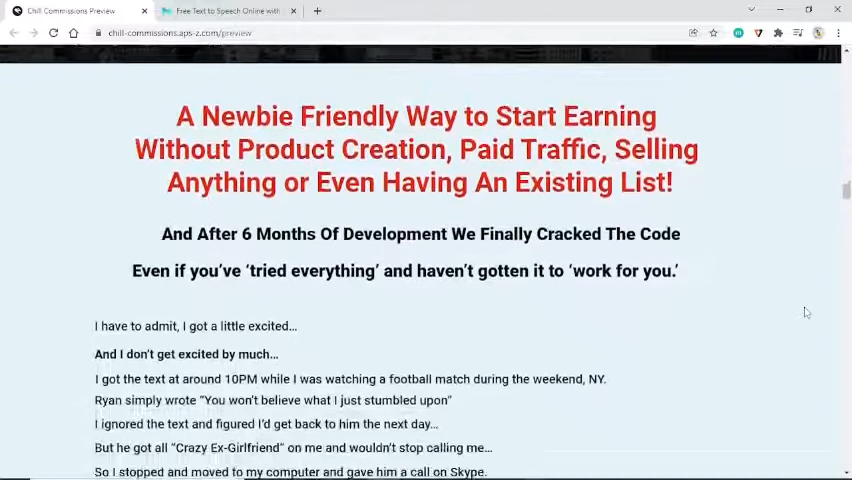 Chill Commissions Preview
Free Text to Speech Online with
chill-commissions.aps-z.com/preview
A Newbie Friendly Way to Start Earning
Without Product Creation, Paid Traffic, Selling
Anything or Even Having An Existing List!
And After 6 Months Of Development We Finally Cracked The Code
Even if you’ve ‘tried everything’ and haven’t gotten it to ‘work for you.’
I have to admit, I got a little excited…
And I don’t get excited by much…
I got the text at around 10PM while I was watching a football match during the weekend, NY.
Ryan simply wrote “You won’t believe what I just stumbled upon”
I ignored the text and figured I’d get back to him the next day…
But he got all “Crazy Ex-Girlfriend” on me and wouldn’t stop calling me…
So I stopped and moved to my computer and gave him a call on Skype.